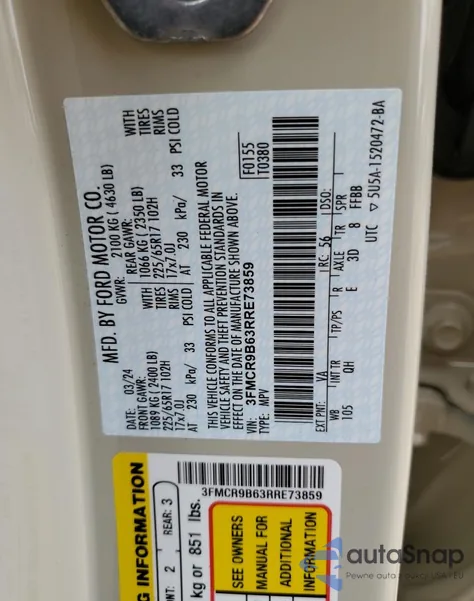 MFD. BY FORD MOTOR CO.
DATE: 03/24
GVWR: 2100 KG ( 4630 LB)
FRONT GAWR:
1089 KG (2400 LB)
WITH
225/65R17 102H
TIRES
17x7.0J
RIMS
AT 230 kPa/ 33 PSI COLD
REAR GAWR:
1066 KG ( 2350 LB)
WITH
225/65R17 102H
TIRES
17x7.0J
RIMS
AT 230 kPa/ 33 PSI COLD
THIS VEHICLE CONFORMS TO ALL APPLICABLE FEDERAL MOTOR
VEHICLE SAFETY AND THEFT PREVENTION STANDARDS IN
EFFECT ON THE DATE OF MANUFACTURE SHOWN ABOVE.
VIN: 3FMCR9B63RRE73859
TYPE: MPV
F0155
T0380
EXT PNT: VA RC: 56 DSO:
WB INT TR TP/PS R AXLE TR SPR
105 QH E 3D 8 FFBB
UTC ▽ 5U5A-1520472-BA
3FMCR9B63RRE73859
INFORMATION
2 REAR: 3
kg or 851 lbs.
SEE OWNERS
MANUAL FOR
ADDITIONAL
INFORMATION
autoSnap
Pewne auta